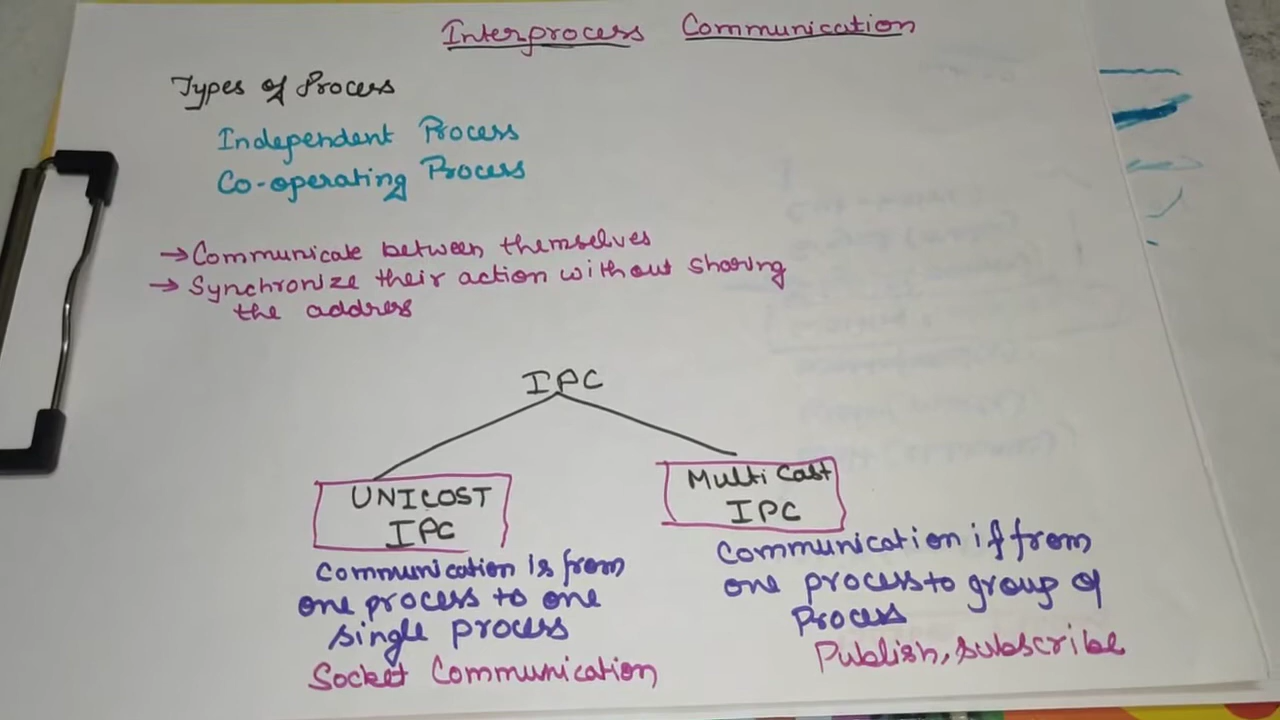 Interprocess Communication
Types of Process
Independent Process
Co-operating Process
→ Communicate between themselves
→ Synchronize their action without sharing
the address
IPC
UNICOST
IPC
Communication is from
one process to one
single process
Socket Communication
Multi Cast
IPC
Communication if from
one process to group of
Process
Publish, subscribe